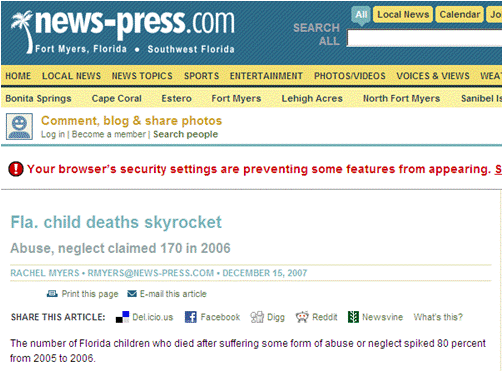 news-press.com
Fort Myers, Florida • Southwest Florida
SEARCH
ALL
All
Local News
Calendar
Jo
HOME LOCAL NEWS NEWS TOPICS SPORTS ENTERTAINMENT PHOTOS/VIDEOS VOICES & VIEWS WEA
Bonita Springs Cape Coral Estero Fort Myers Lehigh Acres North Fort Myers Sanibel Is
Comment, blog & share photos
Log in | Become a member | Search people
Your browser's security settings are preventing some features from appearing. S
Fla. child deaths skyrocket
Abuse, neglect claimed 170 in 2006
RACHEL MYERS • RMYERS@NEWS-PRESS.COM • DECEMBER 15, 2007
Print this page E-mail this article
SHARE THIS ARTICLE: Del.icio.us Facebook Digg Reddit Newsvine What's this?
The number of Florida children who died after suffering some form of abuse or neglect spiked 80 percent
from 2005 to 2006.